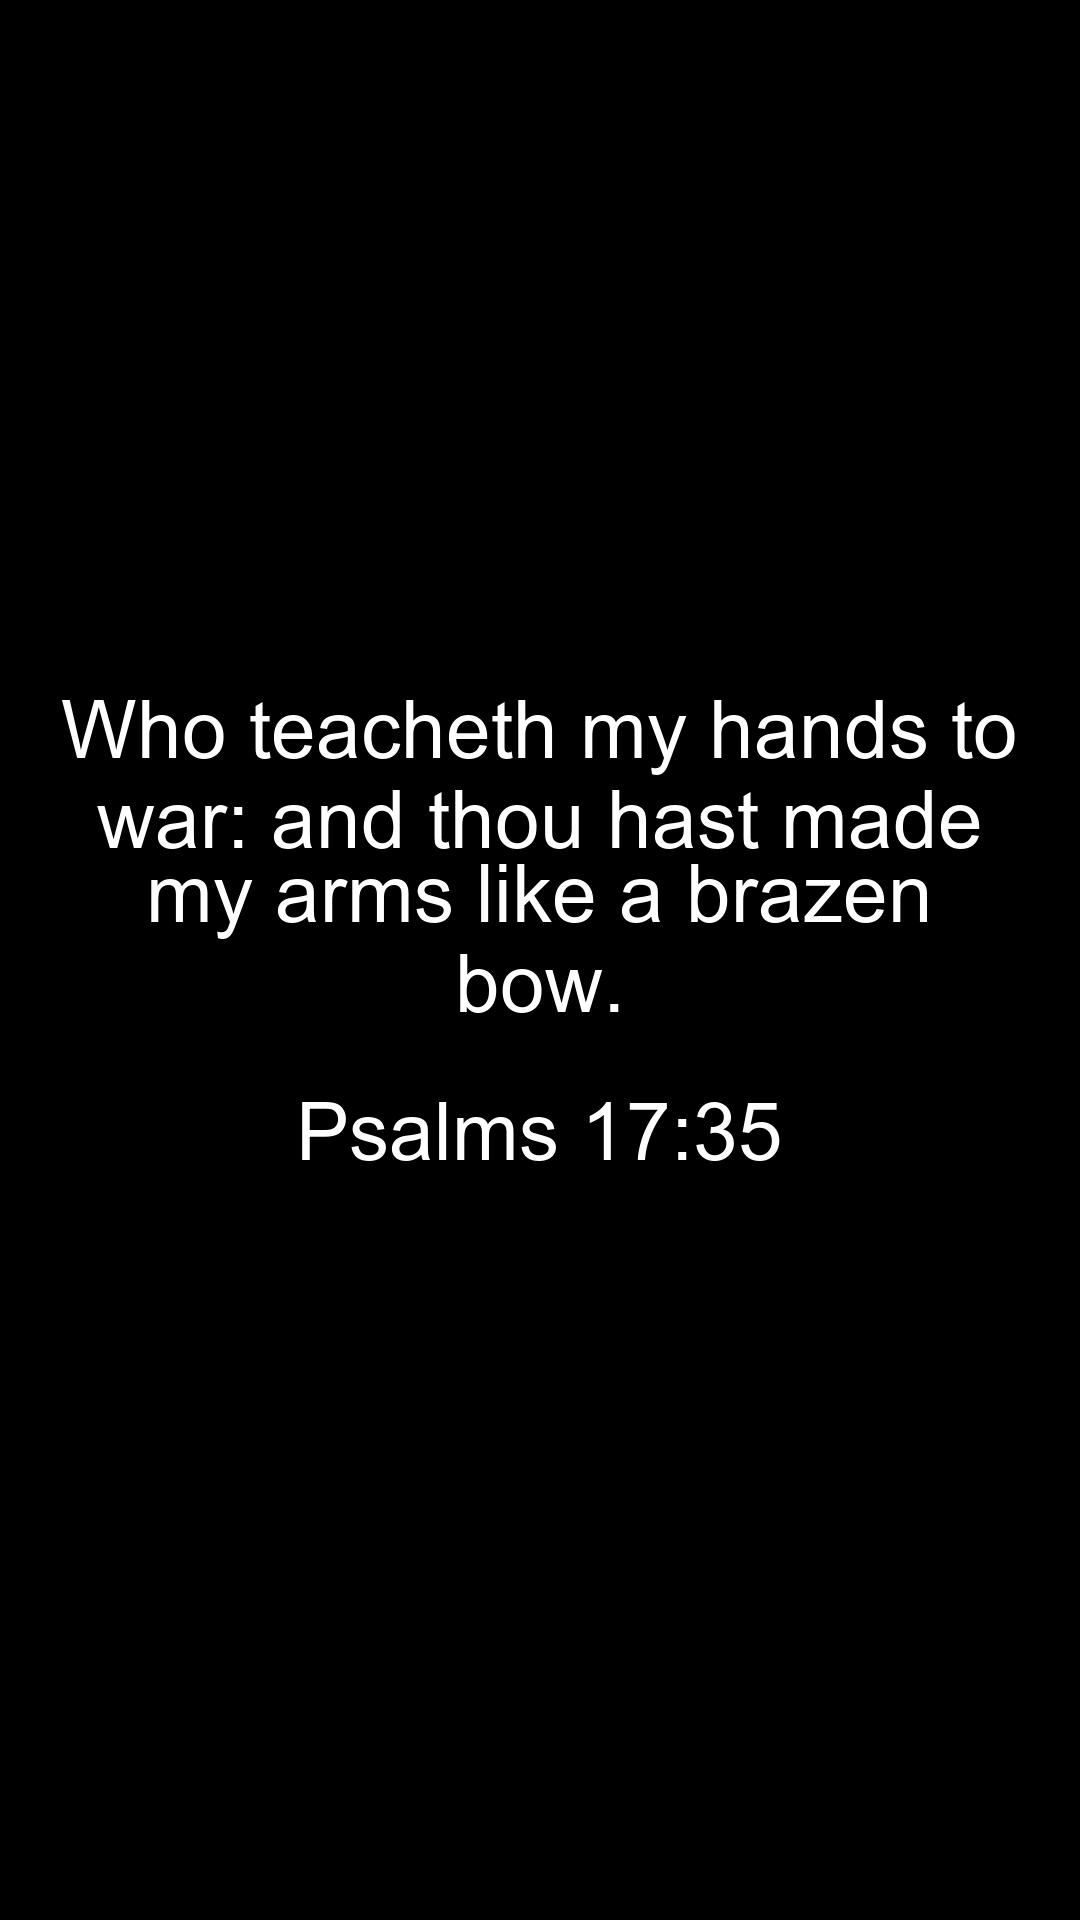 Who teacheth my hands to
war: and thou hast made
my arms like a brazen
bow.
Psalms 17:35